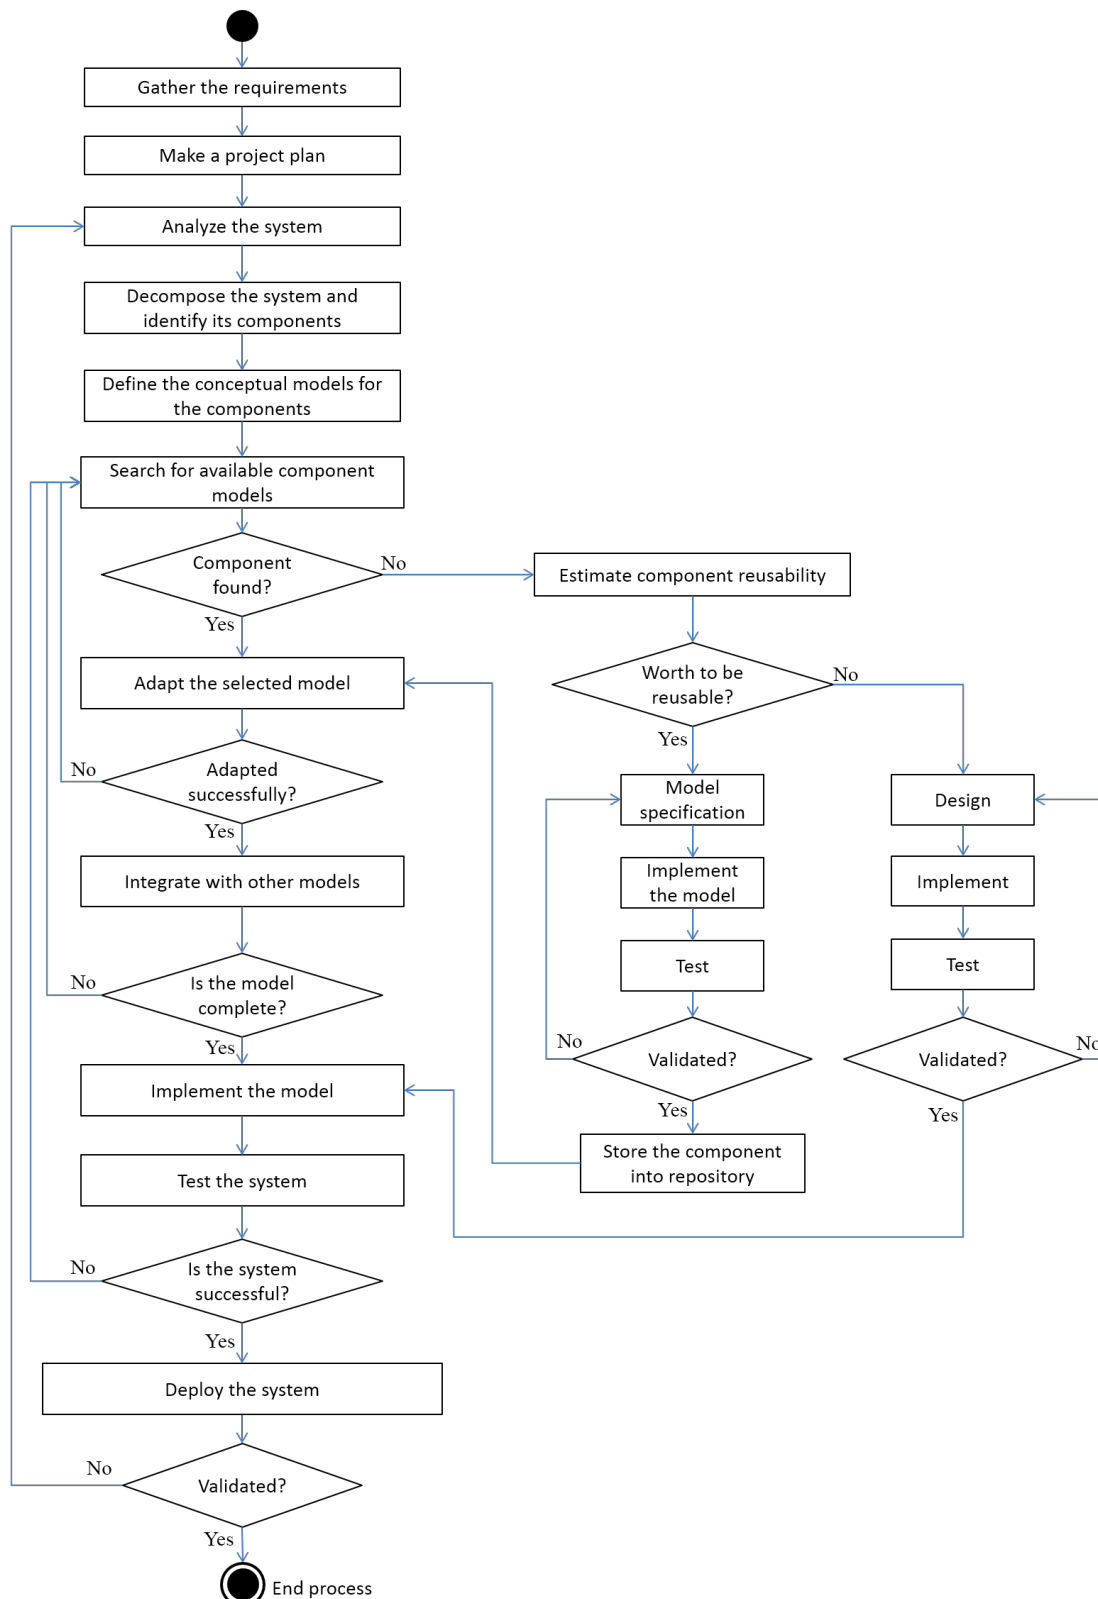 Gather the requirements
Make a project plan
Analyze the system
Decompose the system and
identify its components
Define the conceptual models for
the components
Search for available component
models
Component
found?
No
Yes
Estimate component reusability
Worth to be
reusable?
No
Yes
Adapt the selected model
Adapted
successfully?
No
Yes
Integrate with other models
Is the model
complete?
No
Yes
Model
specification
Implement
the model
Test
Validated?
No
Yes
Store the component
into repository
Design
Implement
Test
Validated?
No
Yes
Implement the model
Test the system
Is the system
successful?
No
Yes
Deploy the system
Validated?
No
Yes
End process